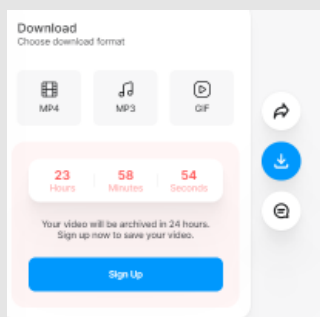 Download
Choose download format
MP4 MP3 GIF
23 58 54
Hours Minutes Seconds
Your video will be archived in 24 hours.
Sign up now to save your video.
Sign Up